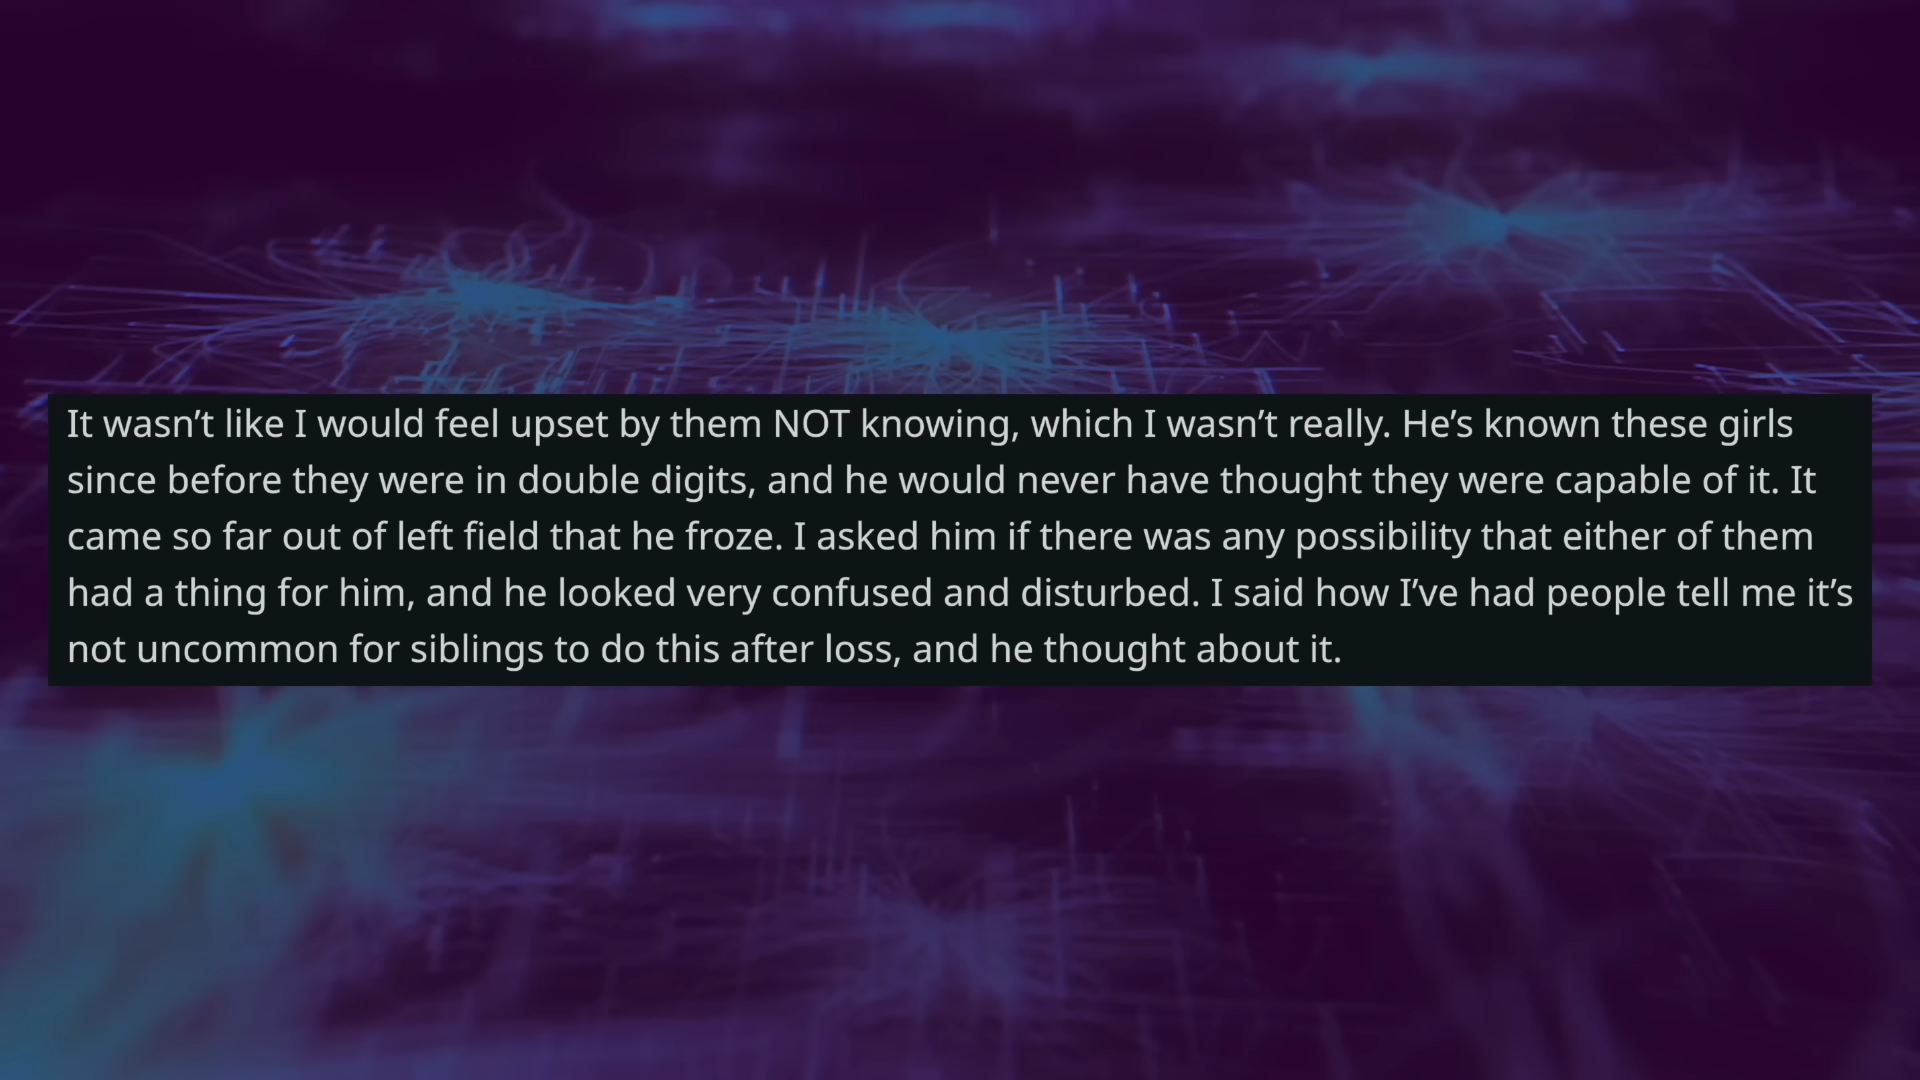 It wasn’t like I would feel upset by them NOT knowing, which I wasn’t really. He’s known these girls
since before they were in double digits, and he would never have thought they were capable of it. It
came so far out of left field that he froze. I asked him if there was any possibility that either of them
had a thing for him, and he looked very confused and disturbed. I said how I’ve had people tell me it’s
not uncommon for siblings to do this after loss, and he thought about it.